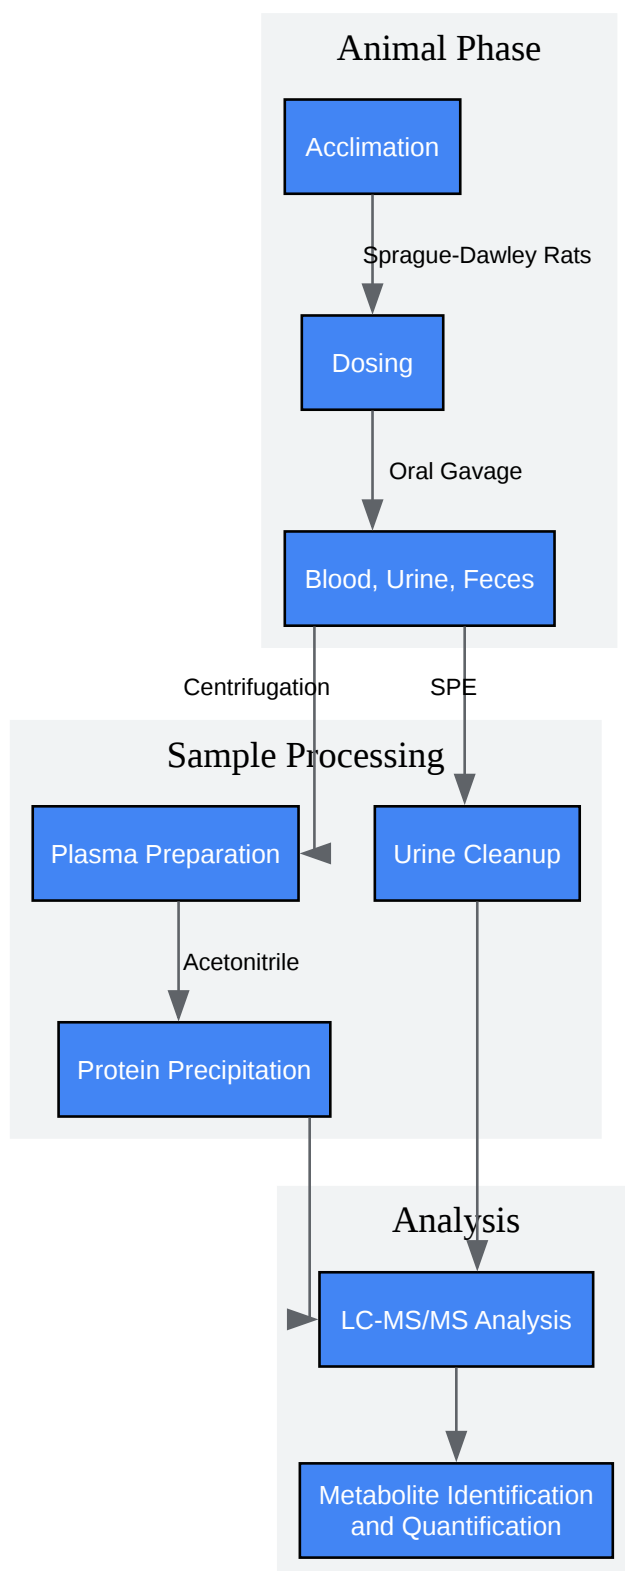 Animal Phase
Acclimation
Sprague-Dawley Rats
Dosing
Oral Gavage
Blood, Urine, Feces
Centrifugation
SPE
Sample Processing
Plasma Preparation
Urine Cleanup
Acetonitrile
Protein Precipitation
Analysis
LC-MS/MS Analysis
Metabolite Identification
and Quantification